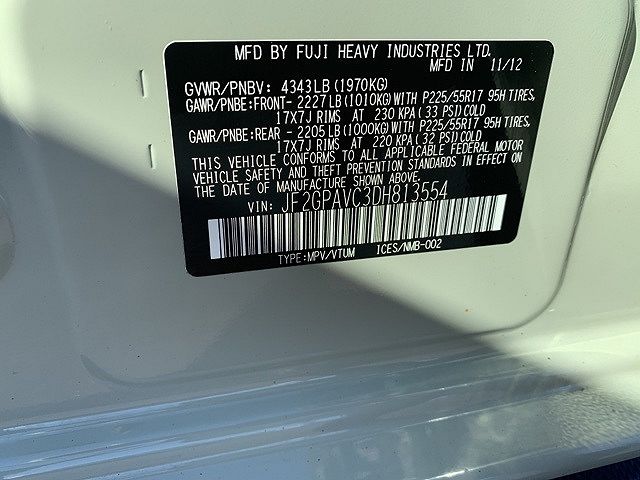 MFD BY FUJI HEAVY INDUSTRIES LTD.
MFD IN 11/12
GVWR/PNBV: 4343LB(1970KG)
GAWR/PNBE:FRONT-2227LB(1010KG)WITH P225/55R17 95H TIRES,
17X7J RIMS AT 230 KPA(33 PSI)COLD
GAWR/PNBE:REAR -2205LB(1000KG)WITH P225/55R17 95H TIRES,
17X7J RIMS AT 220 KPA(32 PSI)COLD
THIS VEHICLE CONFORMS TO ALL APPLICABLE FEDERAL MOTOR
VEHICLE SAFETY AND THEFT PREVENTION STANDARDS IN EFFECT ON
THE DATE OF MANUFACTURE SHOWN ABOVE.
VIN: JF2GPAVC3DH813554
TYPE:MPV/VTUM ICES/NMB-002